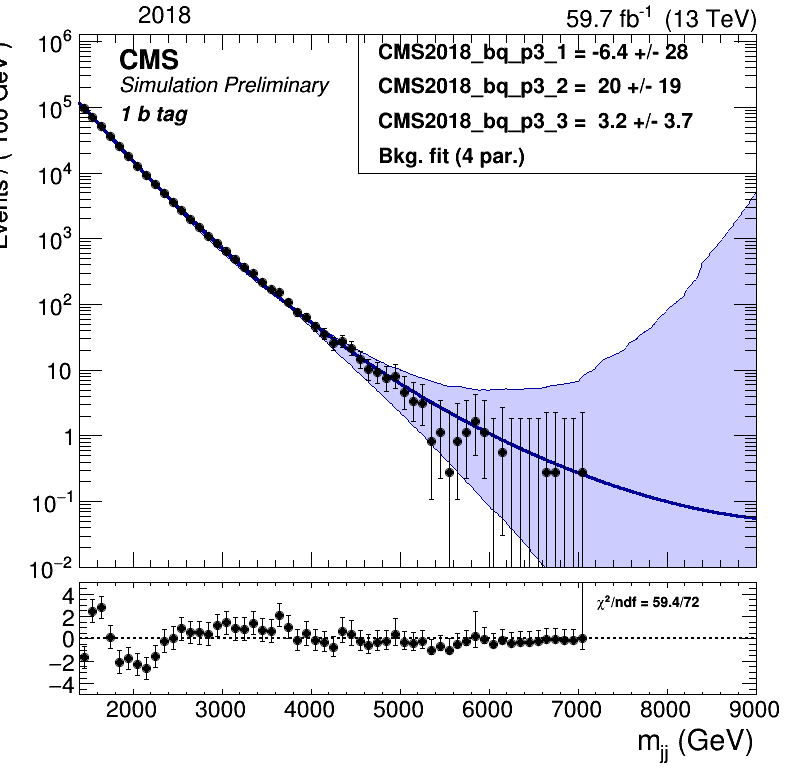 2018
59.7 fb⁻¹ (13 TeV)
CMS
Simulation Preliminary
1 b tag
CMS2018_bq_p3_1 = -6.4 +/- 28
CMS2018_bq_p3_2 = 20 +/- 19
CMS2018_bq_p3_3 = 3.2 +/- 3.7
Bkg. fit (4 par.)
10⁶
10⁵
10⁴
10³
10²
10
1
10⁻¹
10⁻²
χ²/ndf = 59.4/72
4
2
0
−2
−4
2000 3000 4000 5000 6000 7000 8000 9000
m_jj (GeV)